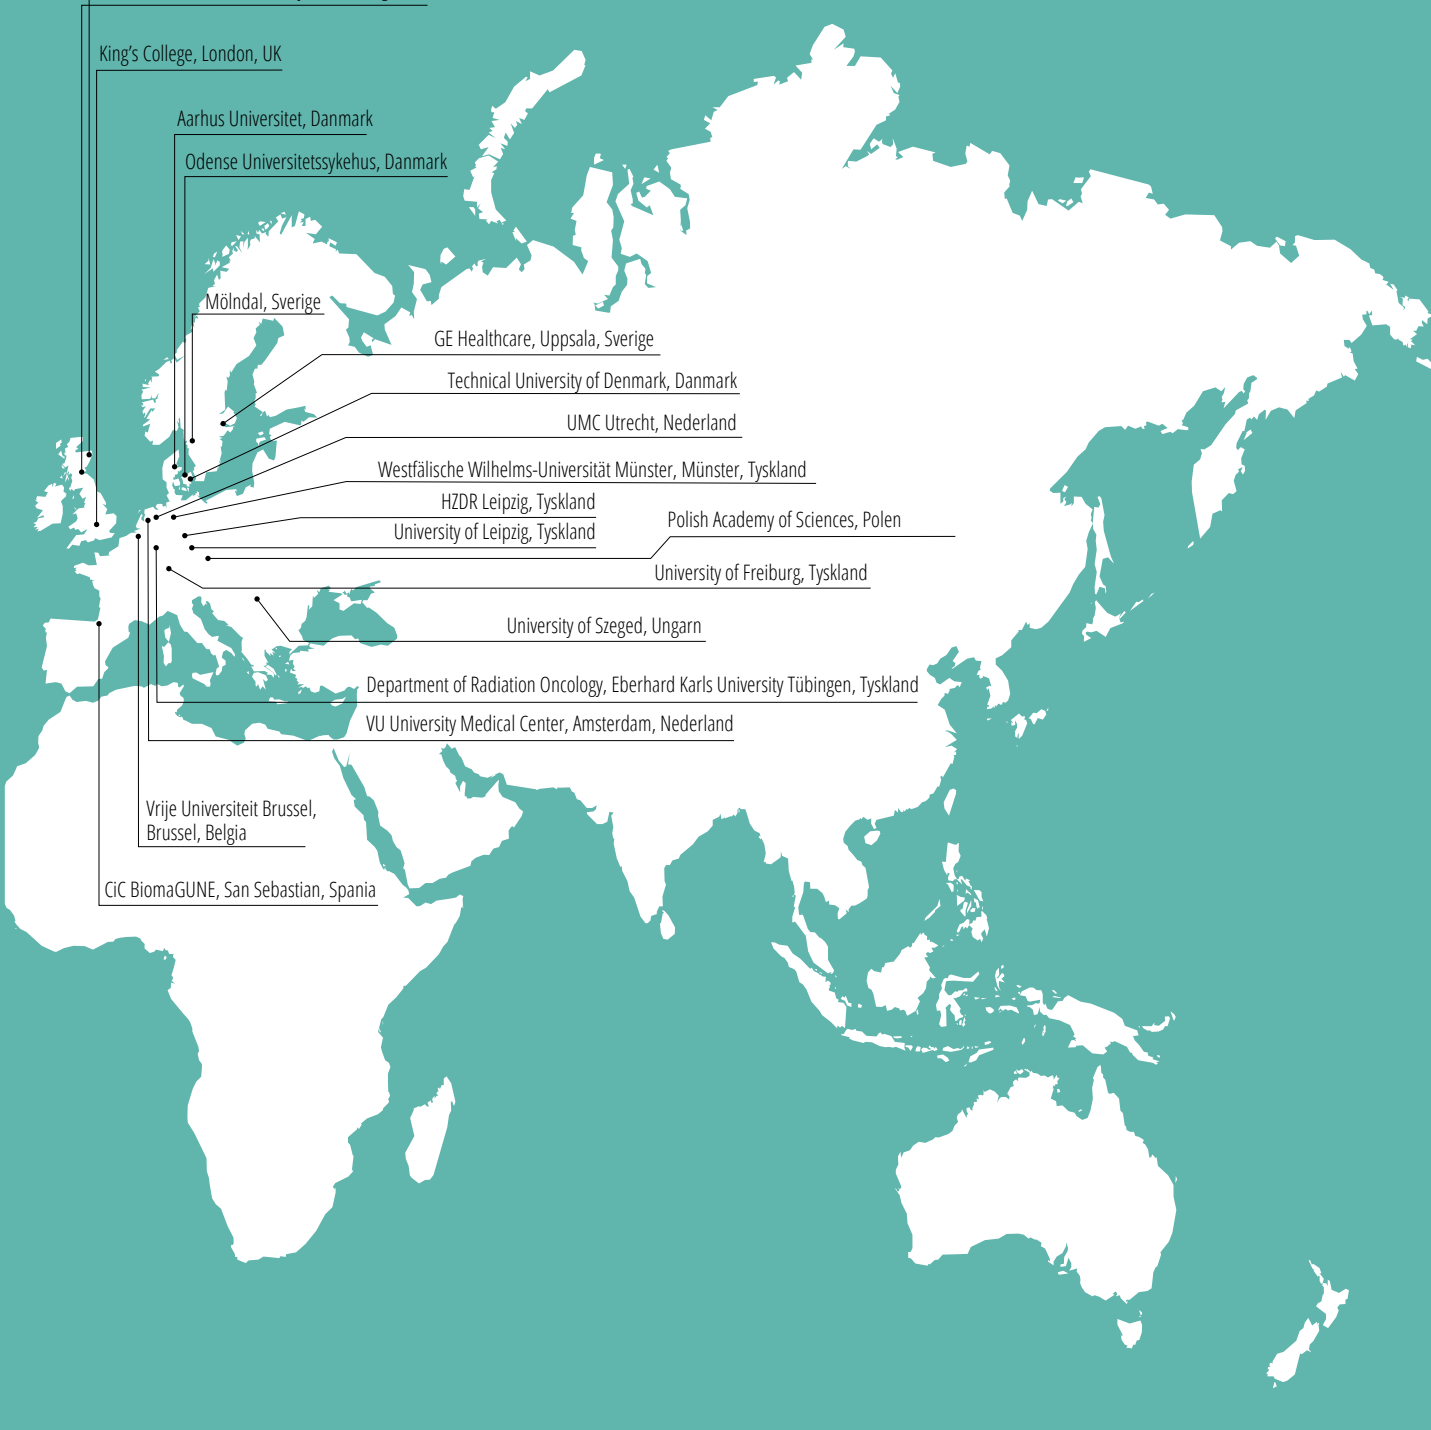 King’s College, London, UK
Aarhus Universitet, Danmark
Odense Universitetssykehus, Danmark
Mölndal, Sverige
GE Healthcare, Uppsala, Sverige
Technical University of Denmark, Danmark
UMC Utrecht, Nederland
Westfälische Wilhelms-Universität Münster, Münster, Tyskland
HZDR Leipzig, Tyskland
Polish Academy of Sciences, Polen
University of Leipzig, Tyskland
University of Freiburg, Tyskland
University of Szeged, Ungarn
Department of Radiation Oncology, Eberhard Karls University Tübingen, Tyskland
VU University Medical Center, Amsterdam, Nederland
Vrije Universiteit Brussel,
Brussel, Belgia
CiC BiomaGUNE, San Sebastian, Spania